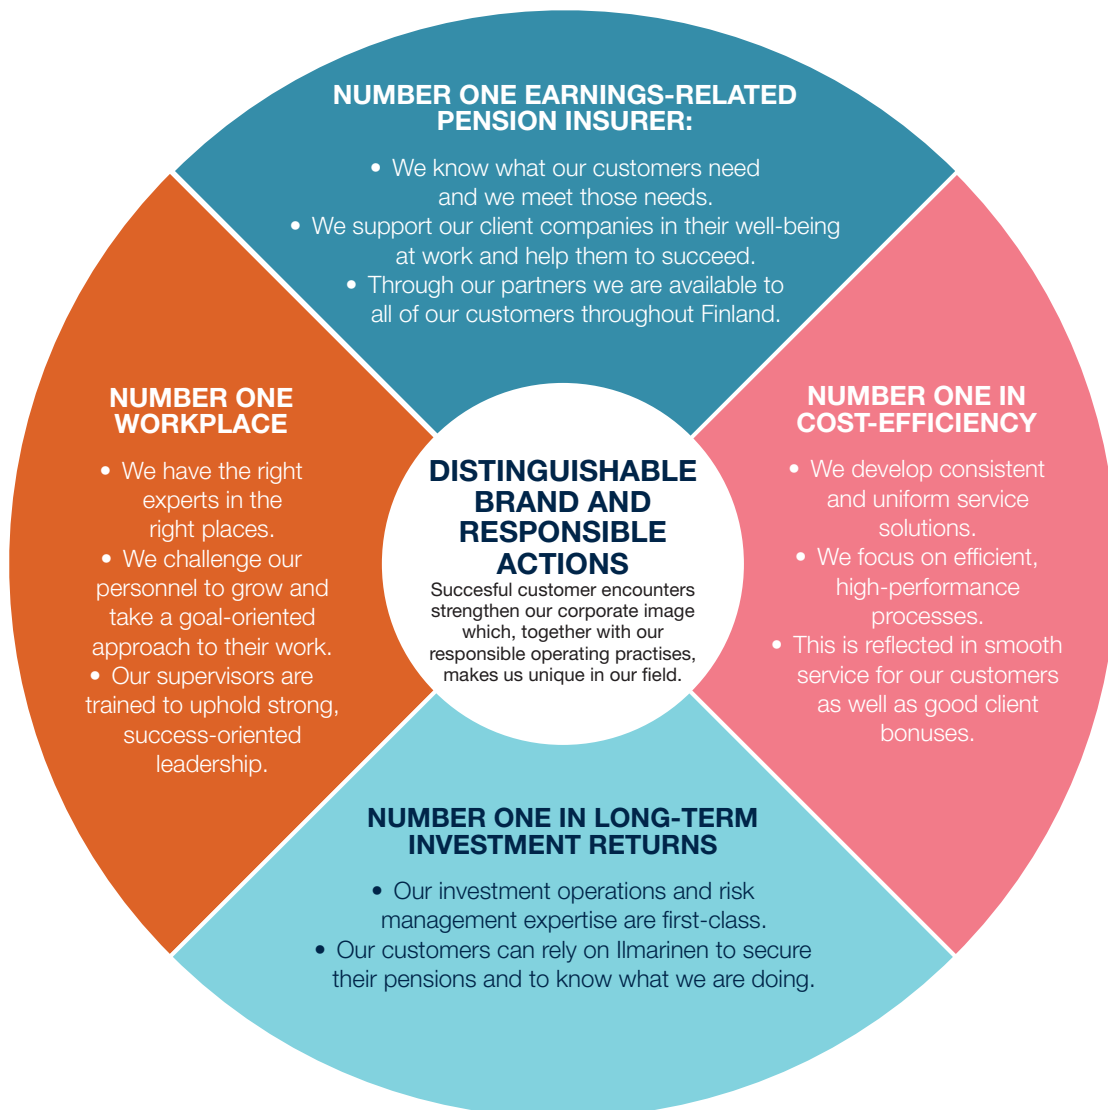 NUMBER ONE EARNINGS-RELATED
PENSION INSURER:
• We know what our customers need
and we meet those needs.
• We support our client companies in their well-being
at work and help them to succeed.
• Through our partners we are available to
all of our customers throughout Finland.
NUMBER ONE
WORKPLACE
• We have the right
experts in the
right places.
• We challenge our
personnel to grow and
take a goal-oriented
approach to their work.
• Our supervisors are
trained to uphold strong,
success-oriented
leadership.
DISTINGUISHABLE
BRAND AND
RESPONSIBLE
ACTIONS
Succesful customer encounters
strengthen our corporate image
which, together with our
responsible operating practises,
makes us unique in our field.
NUMBER ONE IN
COST-EFFICIENCY
• We develop consistent
and uniform service
solutions.
• We focus on efficient,
high-performance
processes.
• This is reflected in smooth
service for our customers
as well as good client
bonuses.
NUMBER ONE IN LONG-TERM
INVESTMENT RETURNS
• Our investment operations and risk
management expertise are first-class.
• Our customers can rely on Ilmarinen to secure
their pensions and to know what we are doing.